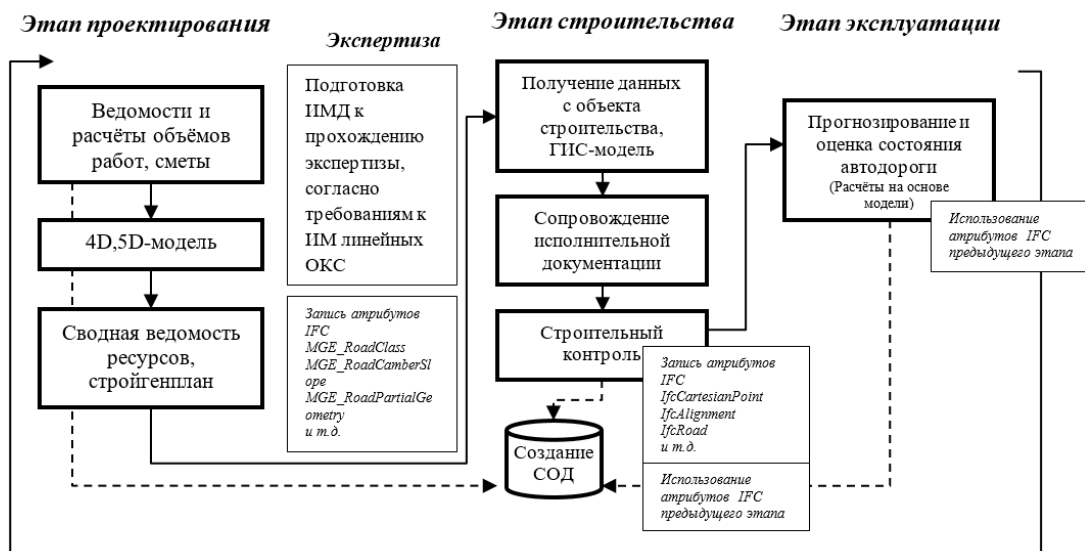 Этап проектирования
Ведомости и
расчёты объёмов
работ, сметы
4D,5D-модель
Сводная ведомость
ресурсов,
стройгенплан
Экспертиза
Подготовка
ИМД к
прохождению
экспертизы,
согласно
требованиям к
ИМ линейных
ОКС
Запись атрибутов
IFC
MGE_RoadClass
MGE_RoadCamberSl
ope
MGE_RoadPartialGe
ometry
и т.д.
Этап строительства
Получение данных
с объекта
строительства,
ГИС-модель
Сопровождение
исполнительной
документации
Строительный
контроль
Запись атрибутов
IFC
IfcCartesianPoint
IfcAlignment
IfcRoad
и т.д.
Использование
атрибутов IFC
предыдущего этапа
Создание
СОД
Этап эксплуатации
Прогнозирование и
оценка состояния
автодороги
(Расчёты на основе
модели)
Использование
атрибутов IFC
предыдущего этапа